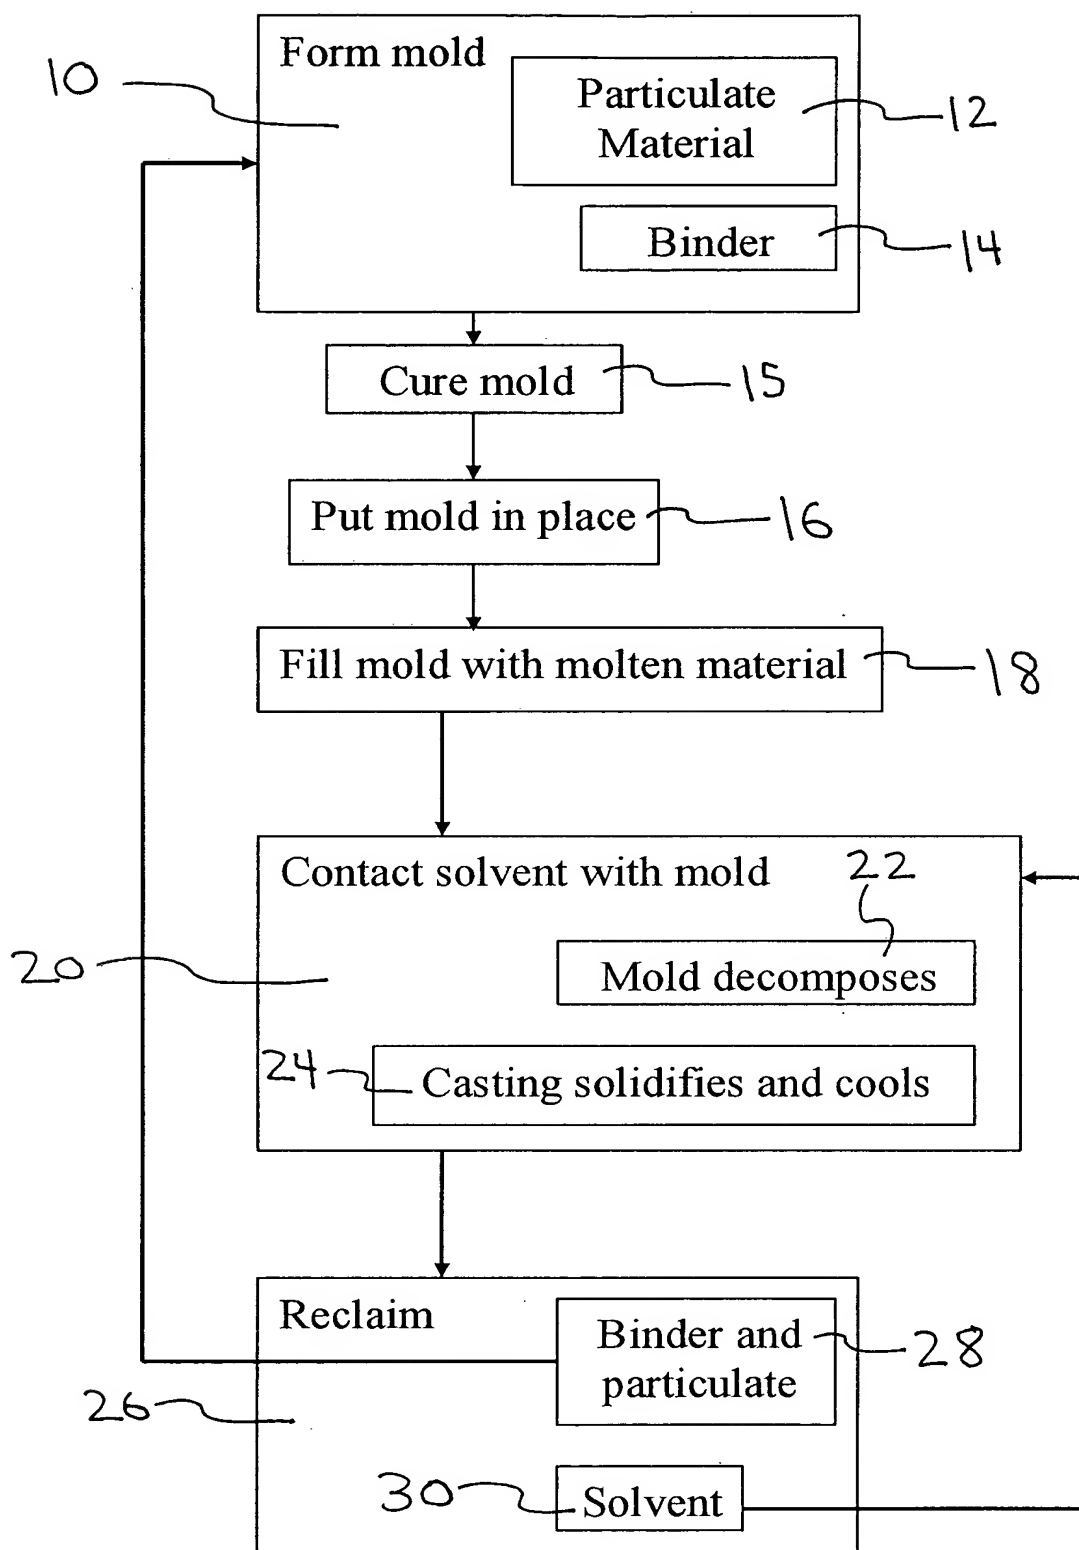 Form mold
10
Particulate
Material
12
Binder
14
Cure mold
15
Put mold in place
16
Fill mold with molten material
18
Contact solvent with mold
22
20
Mold decomposes
24
Casting solidifies and cools
Reclaim
Binder and
particulate
28
26
30
Solvent